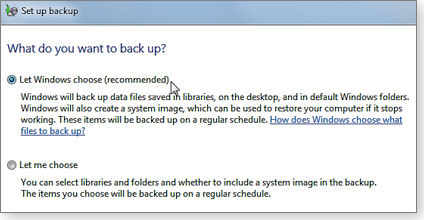 Set up backup
What do you want to back up?
Let Windows choose (recommended)
Windows will back up data files saved in libraries, on the desktop, and in default Windows folders.
Windows will also create a system image, which can be used to restore your computer if it stops
working. These items will be backed up on a regular schedule. How does Windows choose what
files to back up?
Let me choose
You can select libraries and folders and whether to include a system image in the backup.
The items you choose will be backed up on a regular schedule.